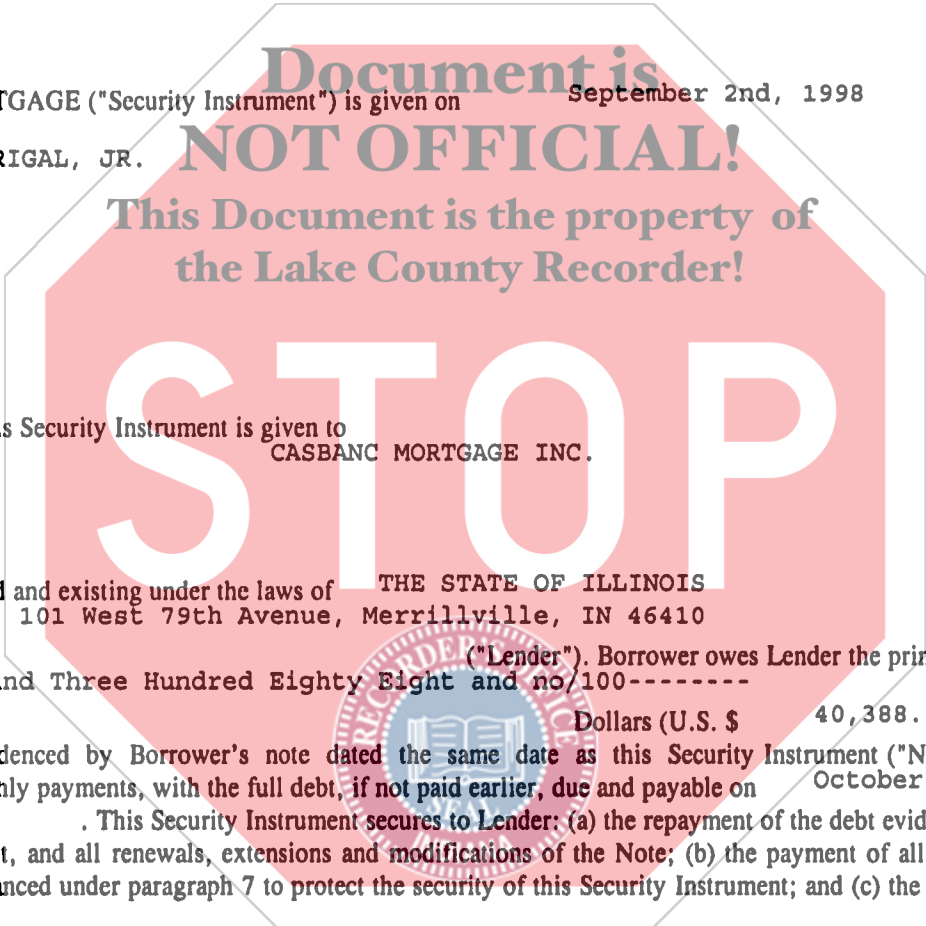 Document is
TGAGE ("Security Instrument") is given on September 2nd, 1998
NOT OFFICIAL!
RIGAL, JR.
This Document is the property of
the Lake County Recorder!
STOP
s Security Instrument is given to
CASBANC MORTGAGE INC.
d and existing under the laws of THE STATE OF ILLINOIS
101 West 79th Avenue, Merrillville, IN 46410
("Lender"). Borrower owes Lender the prin
nd Three Hundred Eighty Eight and no/100--------
Dollars (U.S. $ 40,388.
denced by Borrower's note dated the same date as this Security Instrument ("N
hly payments, with the full debt, if not paid earlier, due and payable on October
. This Security Instrument secures to Lender: (a) the repayment of the debt evid
t, and all renewals, extensions and modifications of the Note; (b) the payment of all
nced under paragraph 7 to protect the security of this Security Instrument; and (c) the
RECORDER'S OFFICE
SEAL